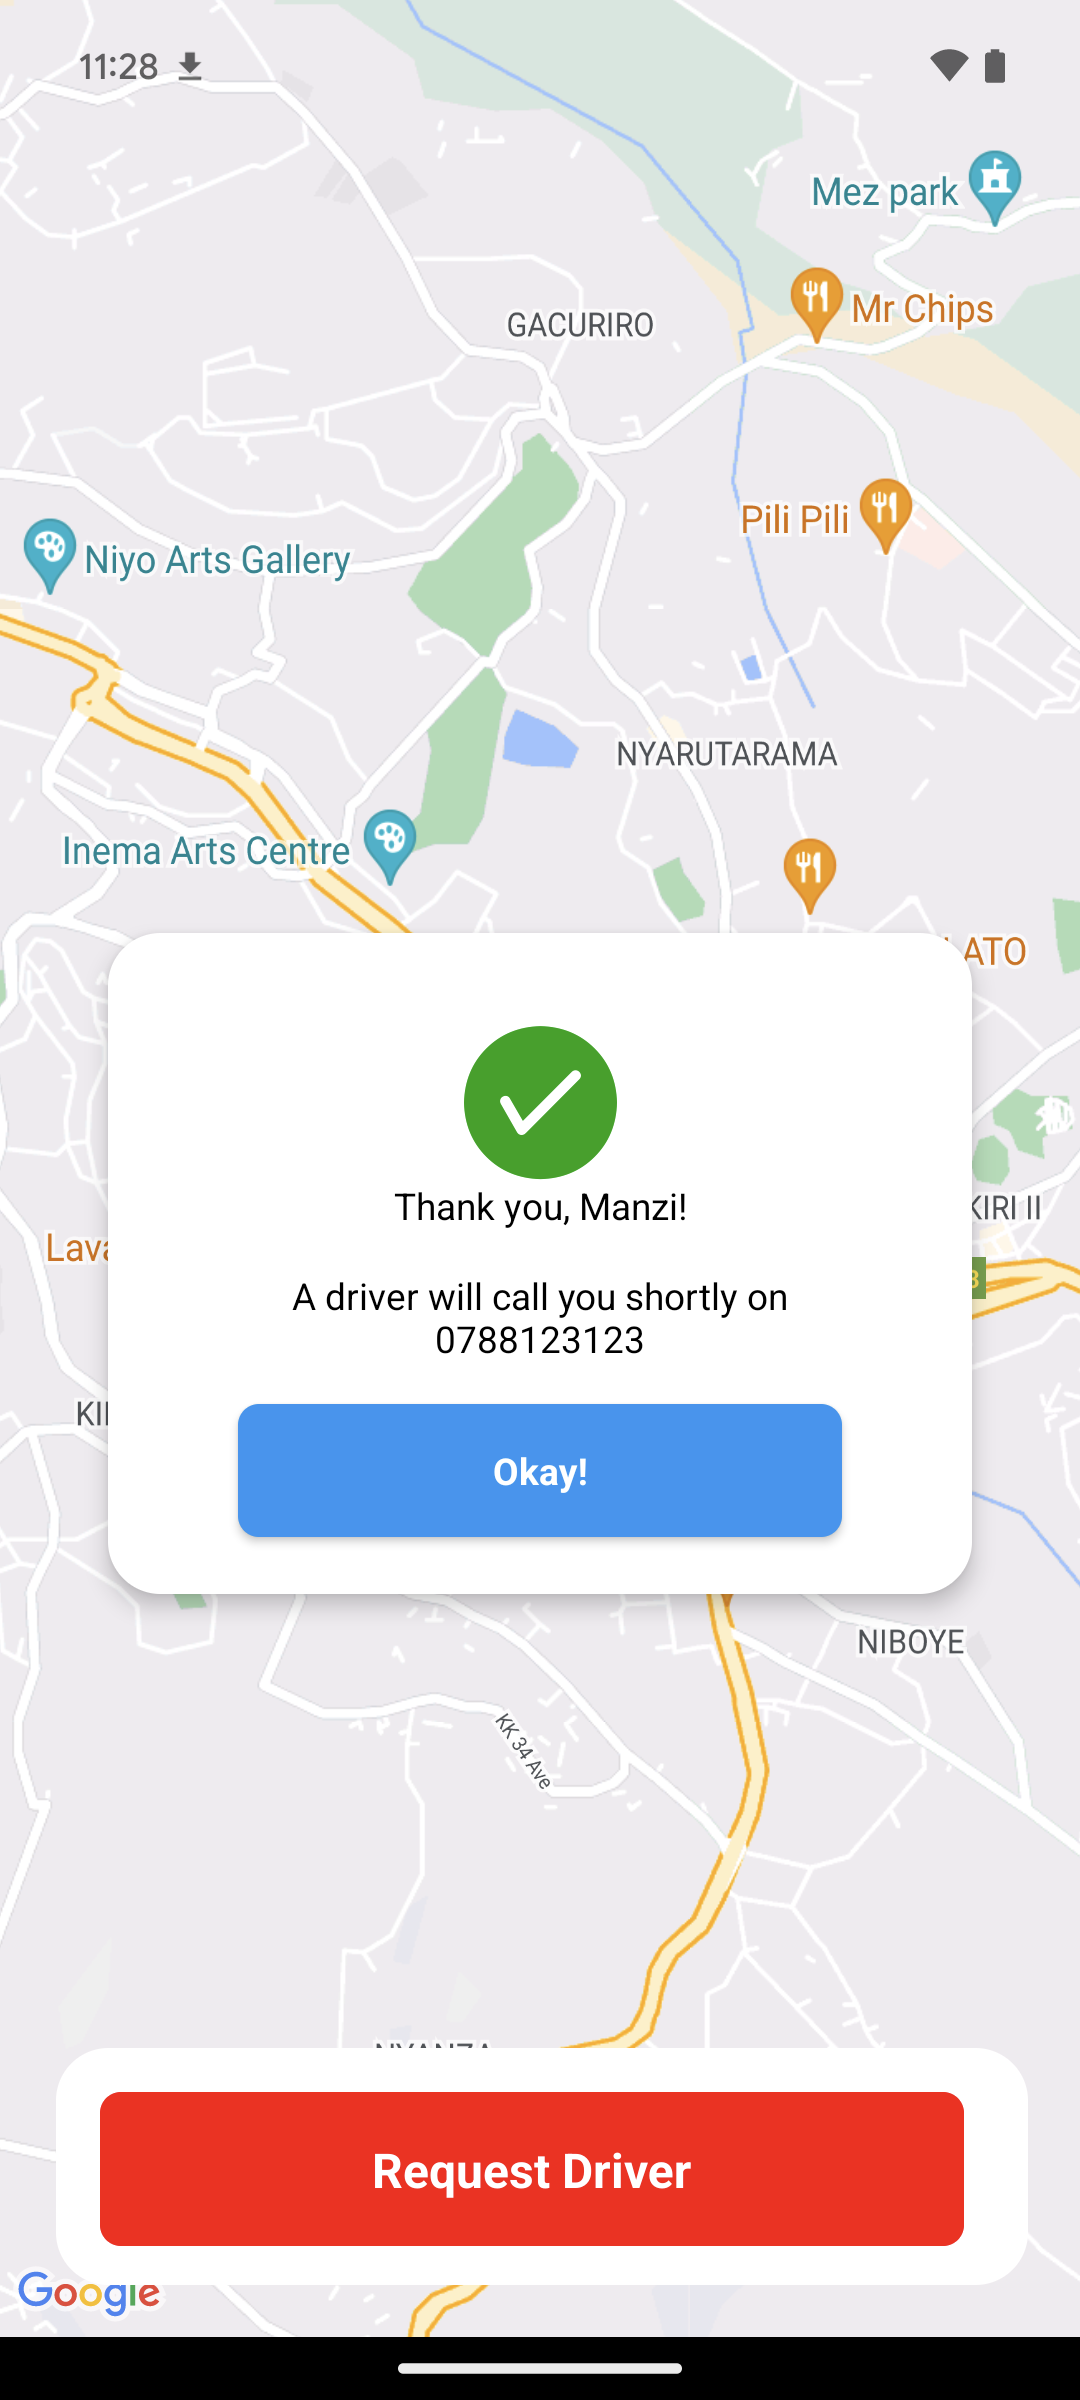 11:28
Mez park
Mr Chips
GACURIRO
Pili Pili
Niyo Arts Gallery
NYARUTARAMA
Inema Arts Centre
ATO
Thank you, Manzi!
KIRI II
Lava
A driver will call you shortly on
0788123123
3
KI
Okay!
NIBOYE
KK 34 Ave
NYANZA
Request Driver
Google